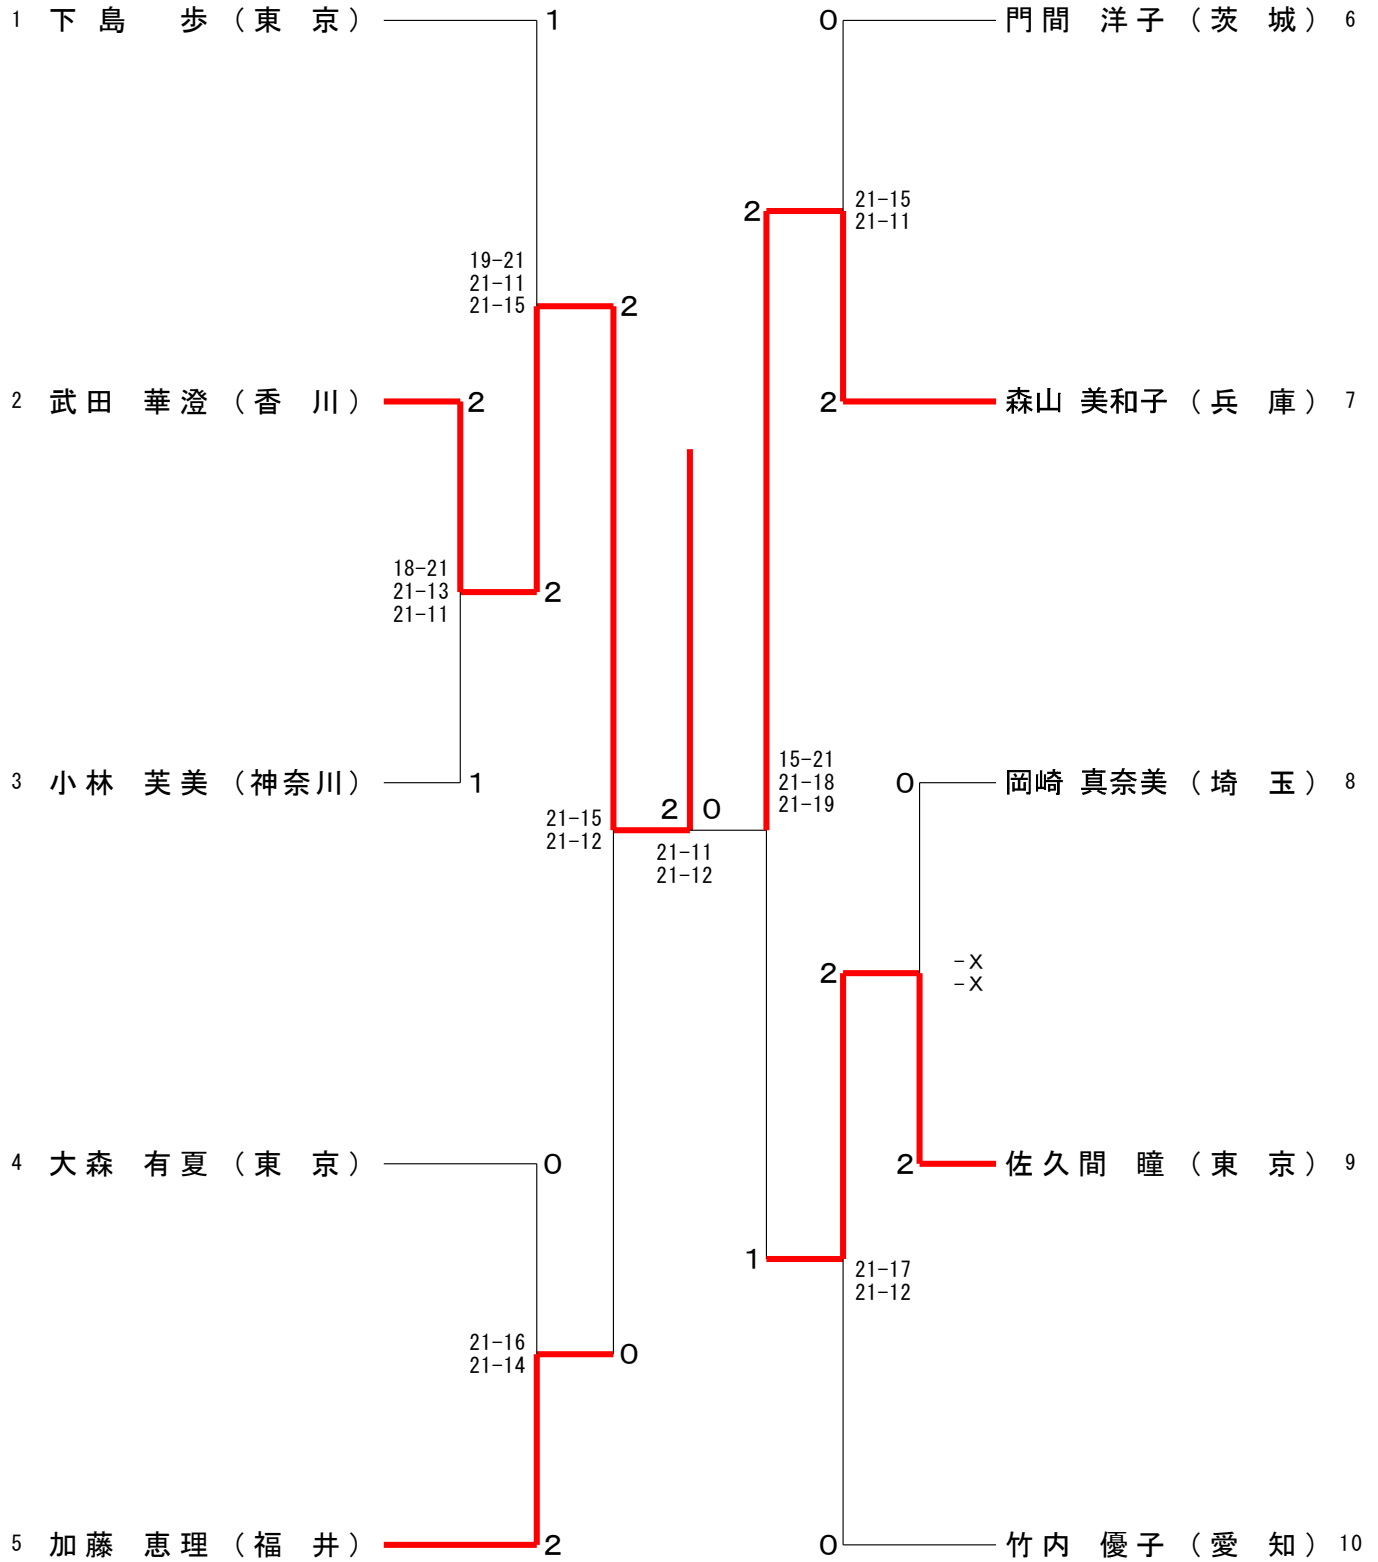 1 下島 歩（東 京） 1
0 門間 洋子（茨 城） 6
21-15
2 21-11
19-21
21-11
21-15 2
2 武田 華澄（香 川） 2
2 森山 美和子（兵 庫） 7
18-21
21-13 2
21-11
15-21
3 小林 芙美（神奈川） 1
21-18
0 岡崎 真奈美（埼 玉） 8
21-19
2 0
21-15
21-12
21-11
21-12
-X
2 -X
4 大森 有夏（東 京） 0
2 佐久間 瞳（東 京） 9
1 21-17
21-12
21-16
21-14 0
5 加藤 恵理（福 井） 2
0 竹内 優子（愛 知） 10